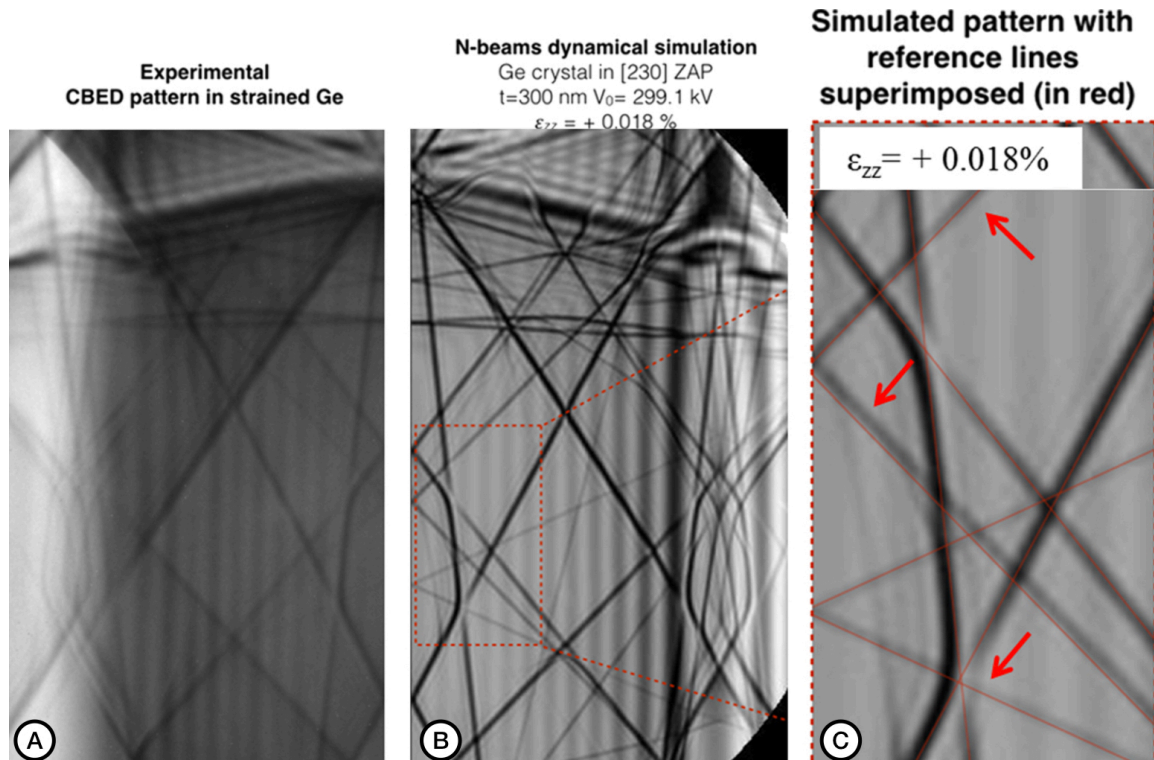 Experimental
CBED pattern in strained Ge
N-beams dynamical simulation
Ge crystal in [230] ZAP
t=300 nm V₀= 299.1 kV
εzz = + 0.018 %
Simulated pattern with
reference lines
superimposed (in red)
εzz= + 0.018%
A
B
C